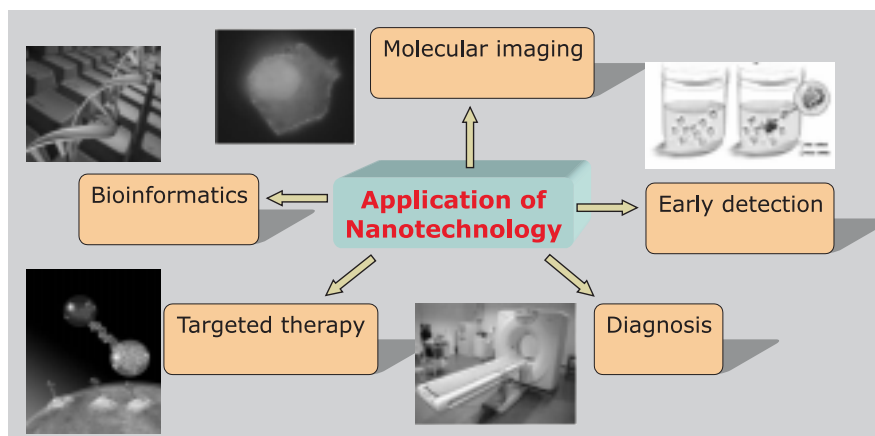 Molecular imaging
Bioinformatics
Application of
Nanotechnology
Early detection
Targeted therapy
Diagnosis